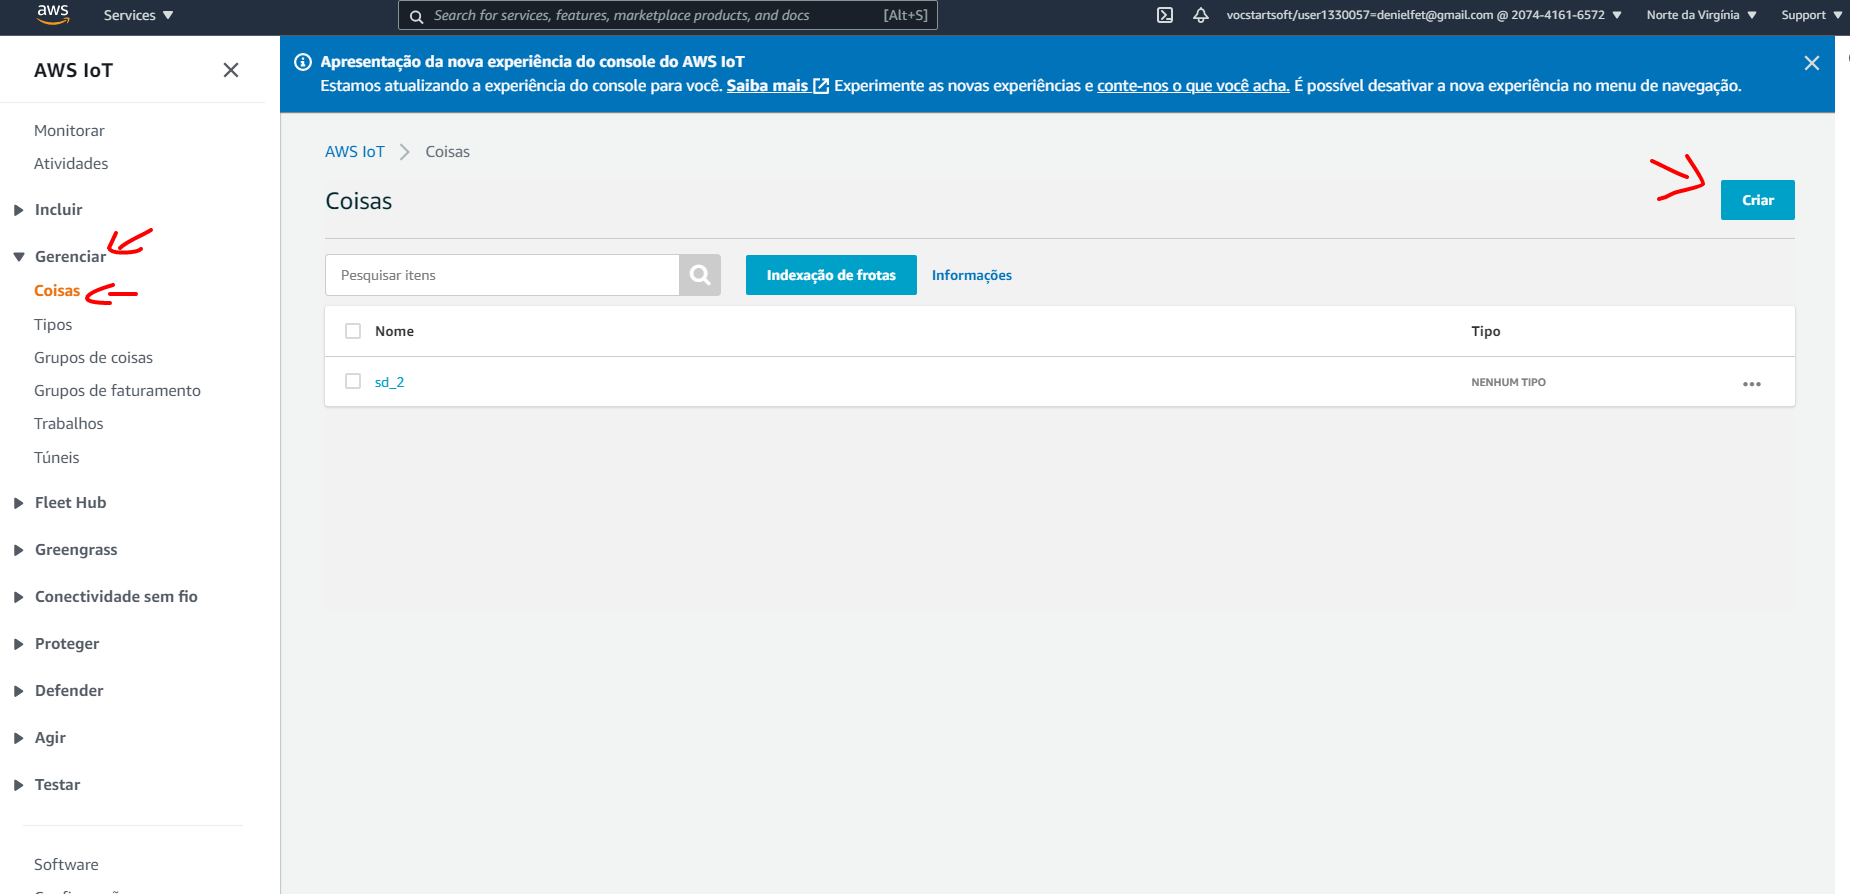 aws
Services
Search for services, features, marketplace products, and docs [Alt+S]
vocstartsoft/user1330057=denielfet@gmail.com @ 2074-4161-6572
Norte da Virgínia
Support
AWS IoT
Monitorar
Atividades
Incluir
Gerenciar
Coisas
Tipos
Grupos de coisas
Grupos de faturamento
Trabalhos
Túneis
Fleet Hub
Greengrass
Conectividade sem fio
Proteger
Defender
Agir
Testar
Software
Apresentação da nova experiência do console do AWS IoT
Estamos atualizando a experiência do console para você. Saiba mais Experimente as novas experiências e conte-nos o que você acha. É possível desativar a nova experiência no menu de navegação.
AWS IoT Coisas
Coisas
Criar
Pesquisar itens
Indexação de frotas
Informações
Nome Tipo
sd_2 NENHUM TIPO